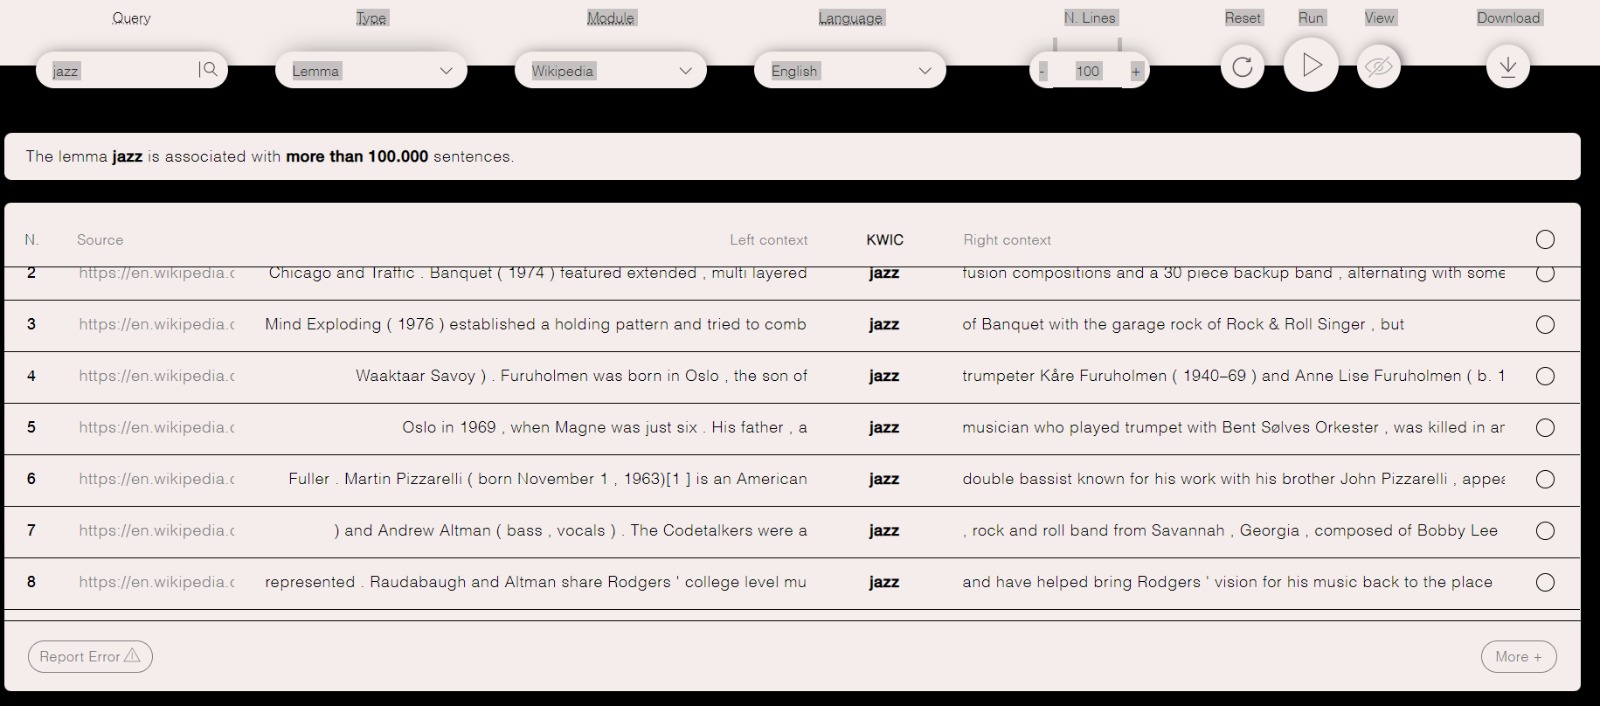 Query Type Module Language N. Lines Reset Run View Download
jazz Lemma Wikipedia English - 100 +
The lemma jazz is associated with more than 100.000 sentences.
N. Source Left context KWIC Right context
2 https://en.wikipedia.c Chicago and Traffic . Banquet ( 1974 ) featured extended , multi layered jazz fusion compositions and a 30 piece backup band , alternating with some
3 https://en.wikipedia.c Mind Exploding ( 1976 ) established a holding pattern and tried to comb jazz of Banquet with the garage rock of Rock & Roll Singer , but
4 https://en.wikipedia.c Waaktaar Savoy ) . Furuholmen was born in Oslo , the son of jazz trumpeter Kåre Furuholmen ( 1940–69 ) and Anne Lise Furuholmen ( b. 1
5 https://en.wikipedia.c Oslo in 1969 , when Magne was just six . His father , a jazz musician who played trumpet with Bent Sølves Orkester , was killed in ar
6 https://en.wikipedia.c Fuller . Martin Pizzarelli ( born November 1 , 1963)[1 ] is an American jazz double bassist known for his work with his brother John Pizzarelli , appea
7 https://en.wikipedia.c ) and Andrew Altman ( bass , vocals ) . The Codetalkers were a jazz , rock and roll band from Savannah , Georgia , composed of Bobby Lee
8 https://en.wikipedia.c represented . Raudabaugh and Altman share Rodgers ' college level mu jazz and have helped bring Rodgers ' vision for his music back to the place
Report Error More +